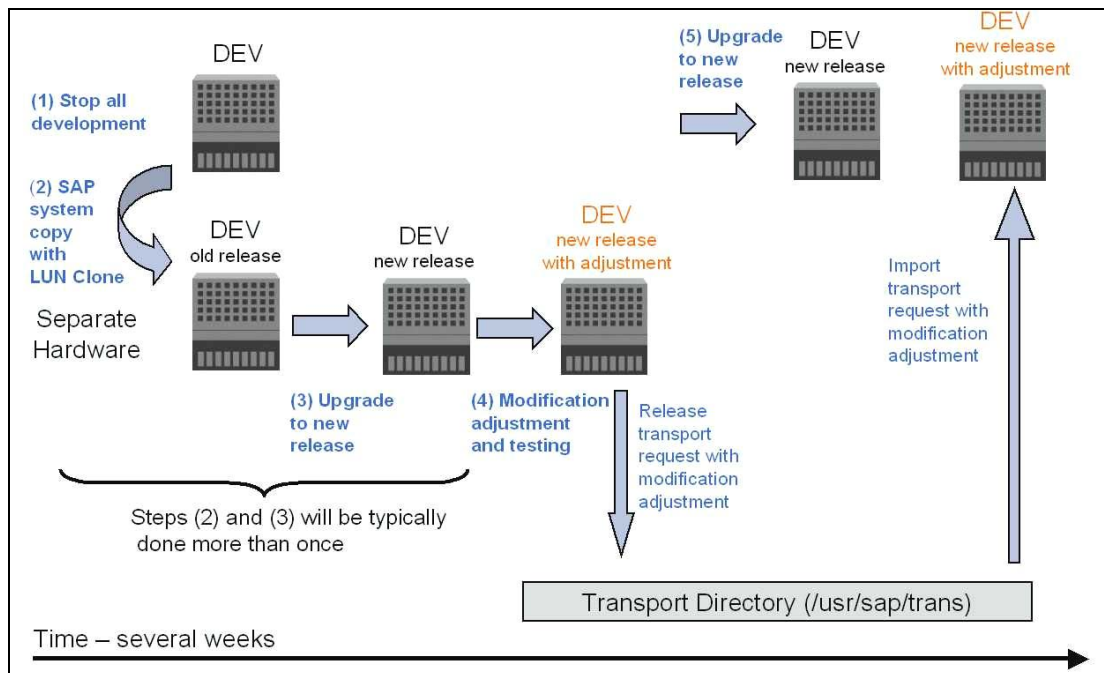 DEV
(1) Stop all
development
(2) SAP
system
copy
with
LUN Clone
DEV
old release
Separate
Hardware
(3) Upgrade
to new
release
DEV
new release
(4) Modification
adjustment
and testing
DEV
new release
with adjustment
Release
transport
request with
modification
adjustment
(5) Upgrade
to new
release
DEV
new release
DEV
new release
with adjustment
Import
transport
request with
modification
adjustment
Steps (2) and (3) will be typically
done more than once
Transport Directory (/usr/sap/trans)
Time – several weeks